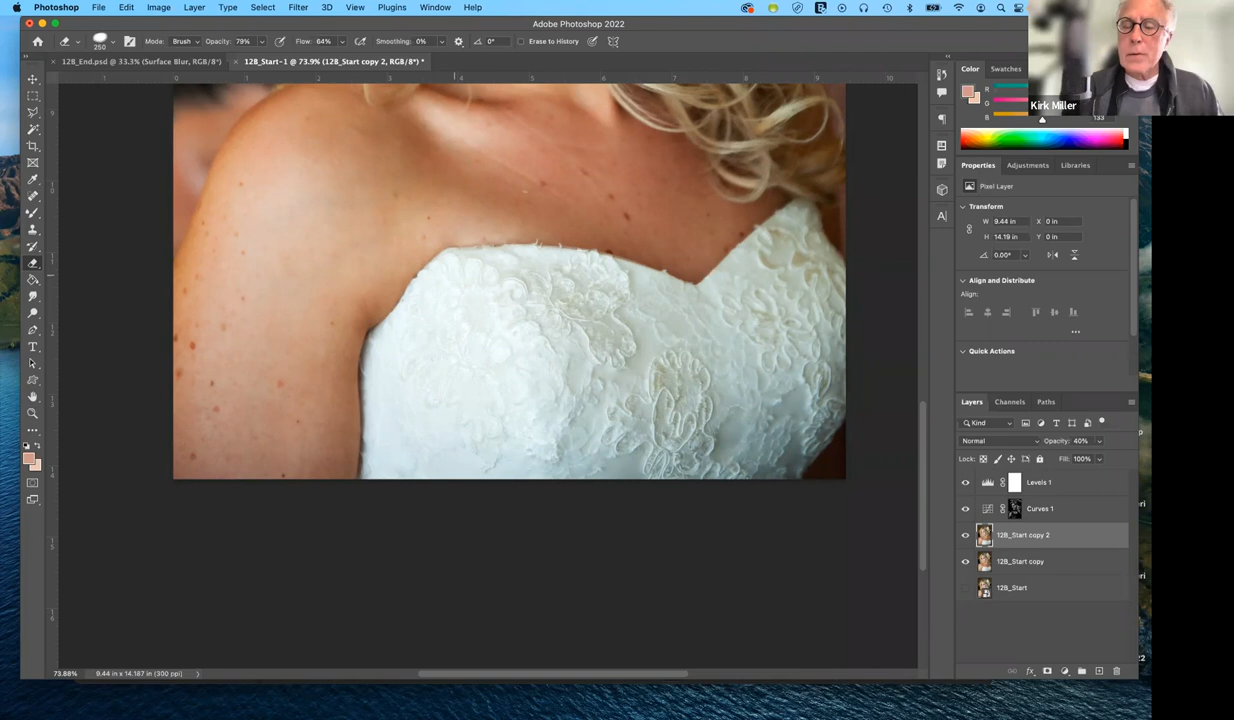 Photoshop File Edit Image Layer Type Select Filter 3D View Plugins Window Help
Adobe Photoshop 2022
250 Mode: Brush Opacity: 79% Flow: 64% Smoothing: 0% 0° Erase to History
12B_End.psd @ 33.3% (Surface Blur, RGB/8*) 12B_Start-1 @ 73.9% (12B_Start copy 2, RGB/8*) *
Kirk Miller
Color Swatches
R
G
B 133
Properties Adjustments Libraries
Pixel Layer
Transform
W 9.44 in X 0 in
H 14.19 in Y 0 in
0.00°
Align and Distribute
Align:
Quick Actions
Layers Channels Paths
Kind
Normal Opacity: 40%
Lock: Fill: 100%
Levels 1
Curves 1
12B_Start copy 2
12B_Start copy
12B_Start
73.88% 9.44 in x 14.187 in (300 ppi)